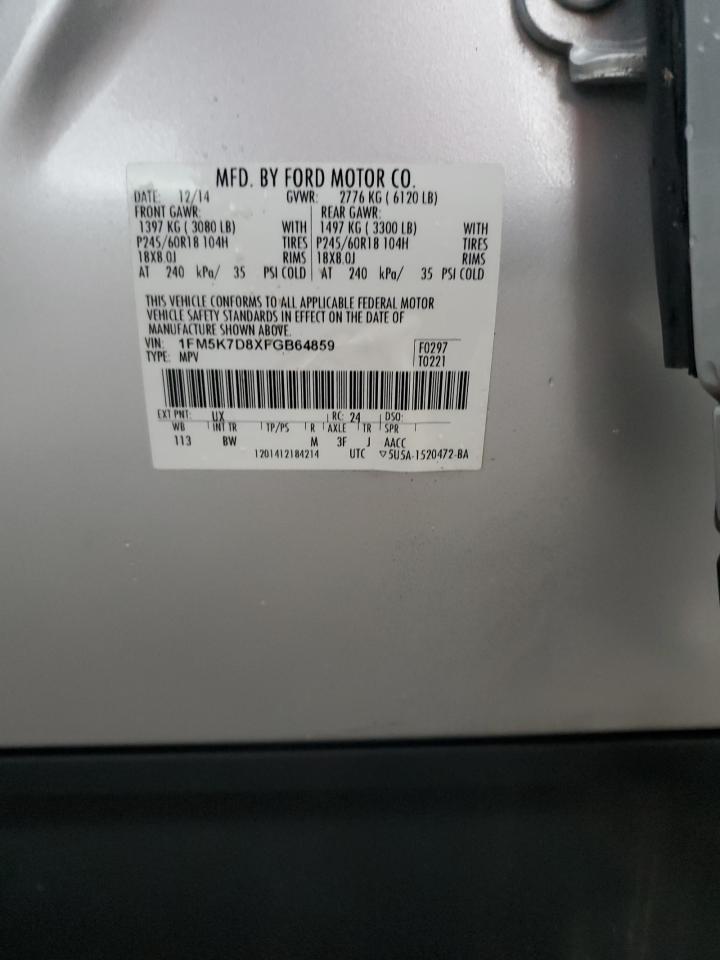 MFD. BY FORD MOTOR CO.
DATE: 12/14 GVWR: 2776 KG ( 6120 LB)
FRONT GAWR: REAR GAWR:
1397 KG ( 3080 LB) WITH 1497 KG ( 3300 LB) WITH
P245/60R18 104H TIRES P245/60R18 104H TIRES
18X8.0J RIMS 18X8.0J RIMS
AT 240 kPa/ 35 PSI COLD AT 240 kPa/ 35 PSI COLD
THIS VEHICLE CONFORMS TO ALL APPLICABLE FEDERAL MOTOR
VEHICLE SAFETY STANDARDS IN EFFECT ON THE DATE OF
MANUFACTURE SHOWN ABOVE.
VIN: 1FM5K7D8XFGB64859 F0297
TYPE: MPV T0221
EXT PNT: UX RC: 24 DSO:
WB INT TR TP/PS R AXLE TR SPR
113 BW M 3F J AACC
1201412184214 UTC ▽5U5A-1520472-BA